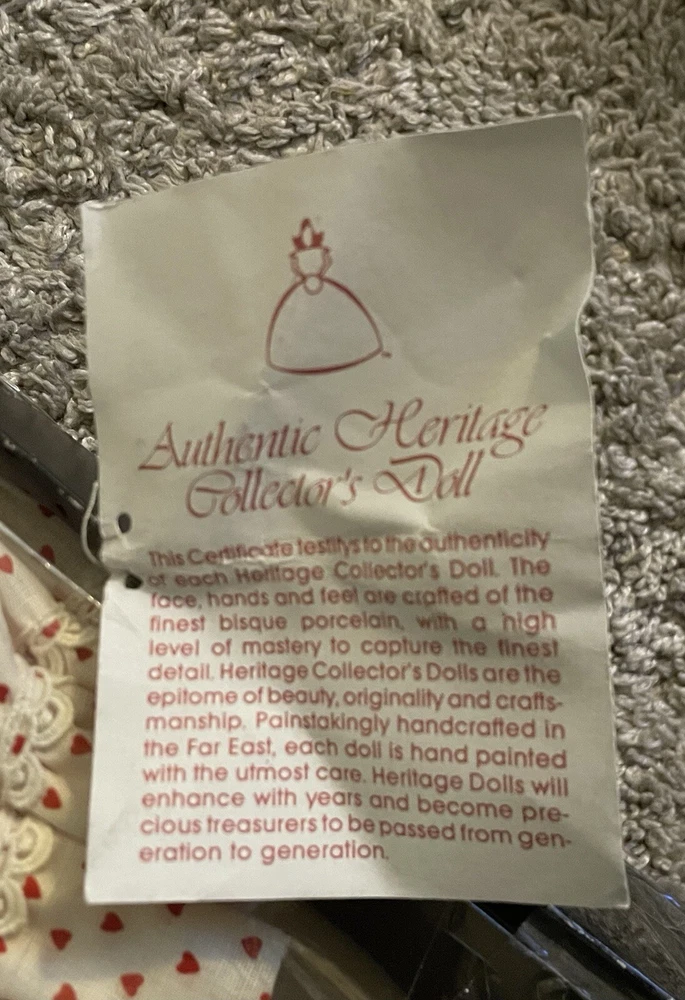 Authentic Heritage
Collector's Doll
This Certificate testifys to the authenticity
of each Heritage Collector's Doll. The
face, hands and feet are crafted of the
finest bisque porcelain, with a high
level of mastery to capture the finest
detail. Heritage Collector's Dolls are the
epitome of beauty, originality and crafts-
manship. Painstakingly handcrafted in
the Far East, each doll is hand painted
with the utmost care. Heritage Dolls will
enhance with years and become pre-
cious treasurers to be passed from gen-
eration to generation.